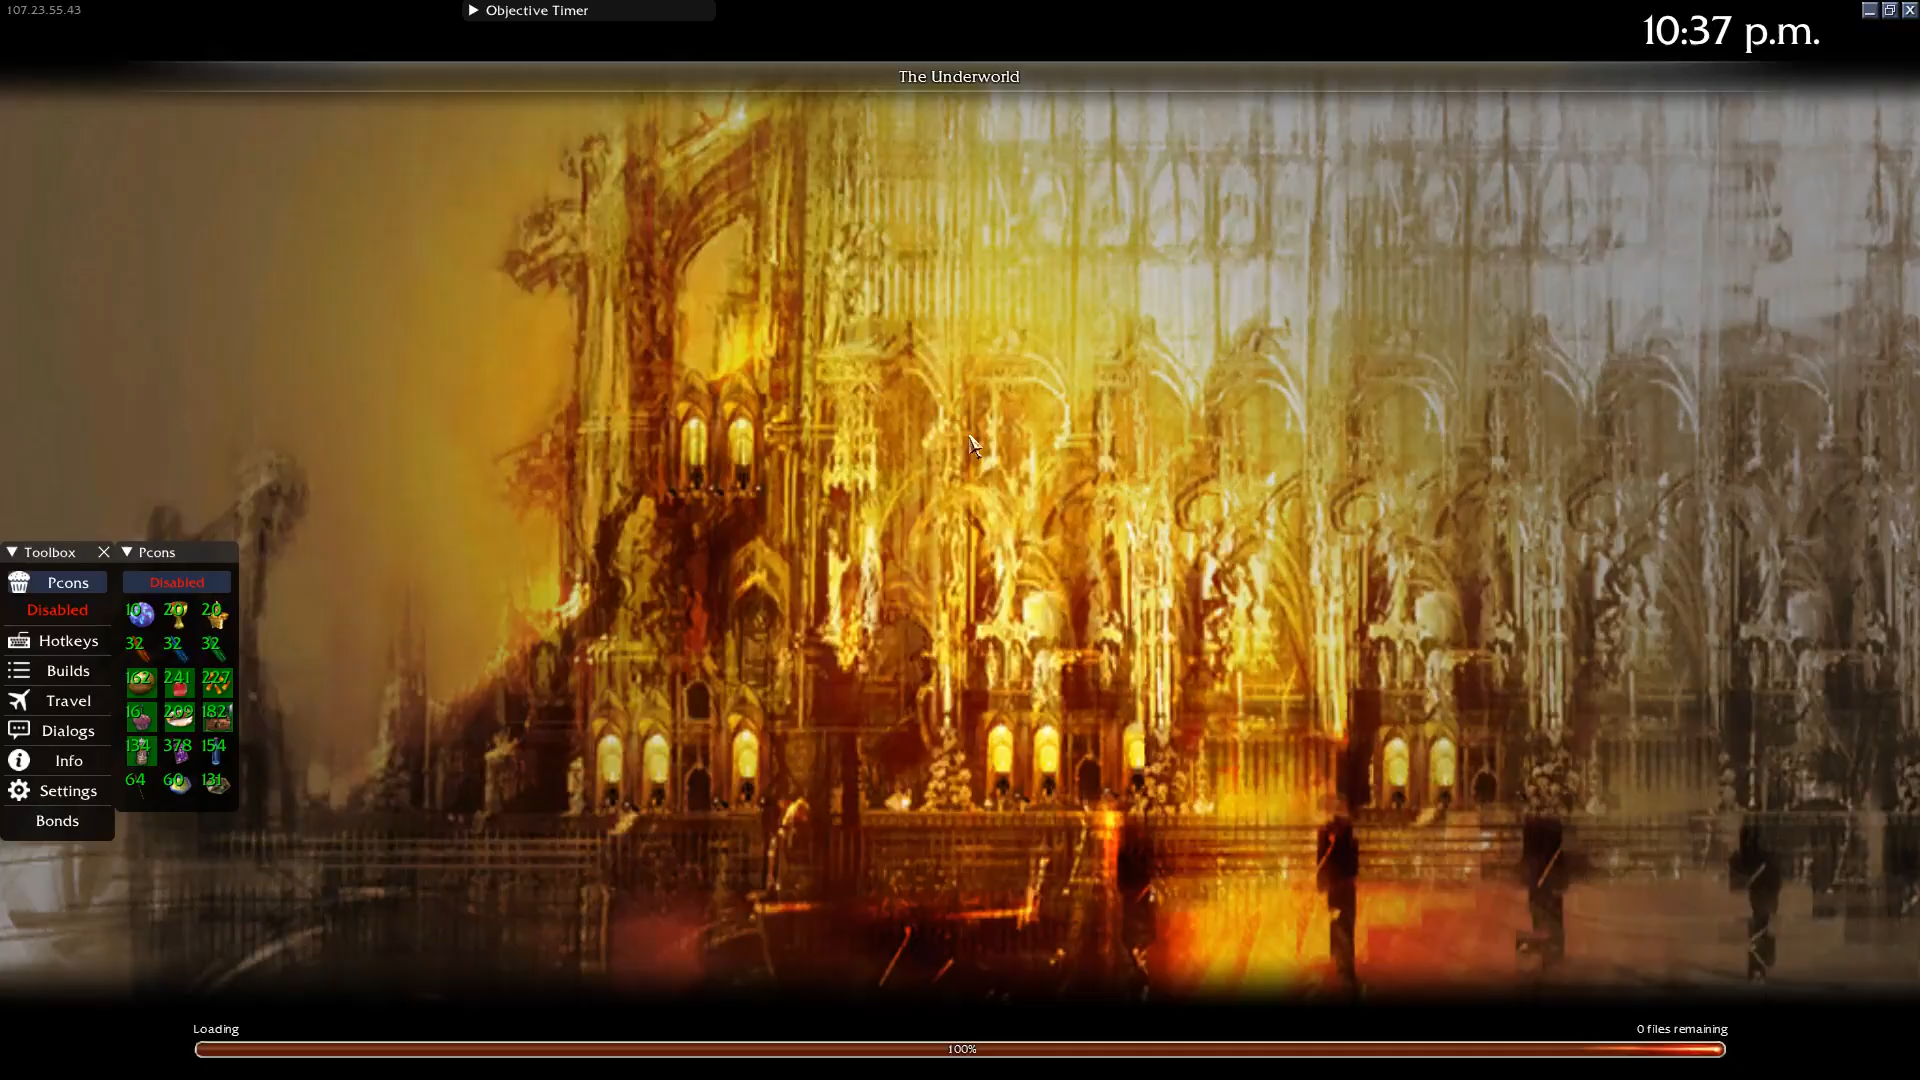 107.23.55.43
Objective Timer
10:37 p.m.
The Underworld
Toolbox
Pcons
Pcons
Disabled
Disabled
10 20 20
Hotkeys
32 32 32
Builds
162 241 227
Travel
16 209 182
Dialogs
134 378 154
Info
64 60 131
Settings
Bonds
Loading
0 files remaining
100%